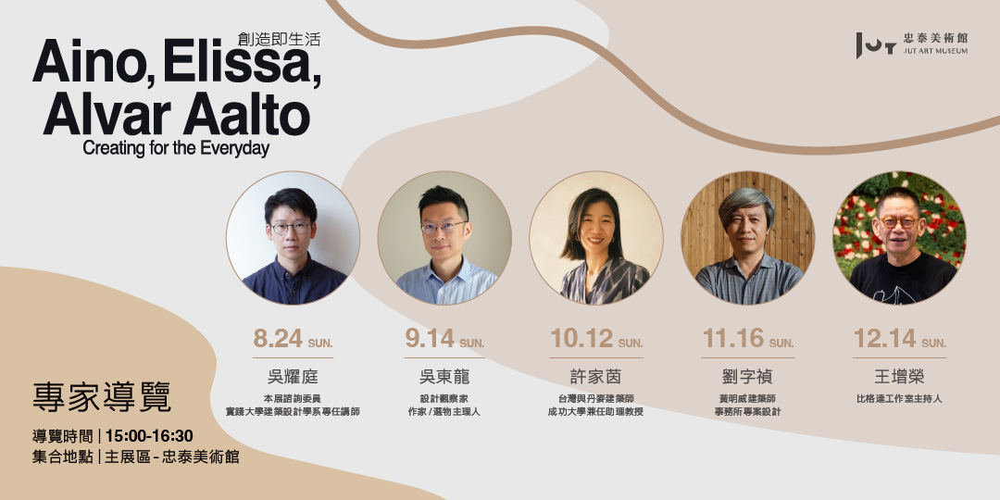 創造即生活
Aino, Elissa,
Alvar Aalto
Creating for the Everyday
JUT
忠泰美術館
JUT ART MUSEUM
8.24 SUN.
吳耀庭
本展諮詢委員
實踐大學建築設計學系專任講師
9.14 SUN.
吳東龍
設計觀察家
作家/選物主理人
10.12 SUN.
許家茵
台灣與丹麥建築師
成功大學兼任助理教授
11.16 SUN.
劉字禎
黃明威建築師
事務所專案設計
12.14 SUN.
王增榮
比格達工作室主持人
專家導覽
導覽時間|15:00-16:30
集合地點|主展區-忠泰美術館